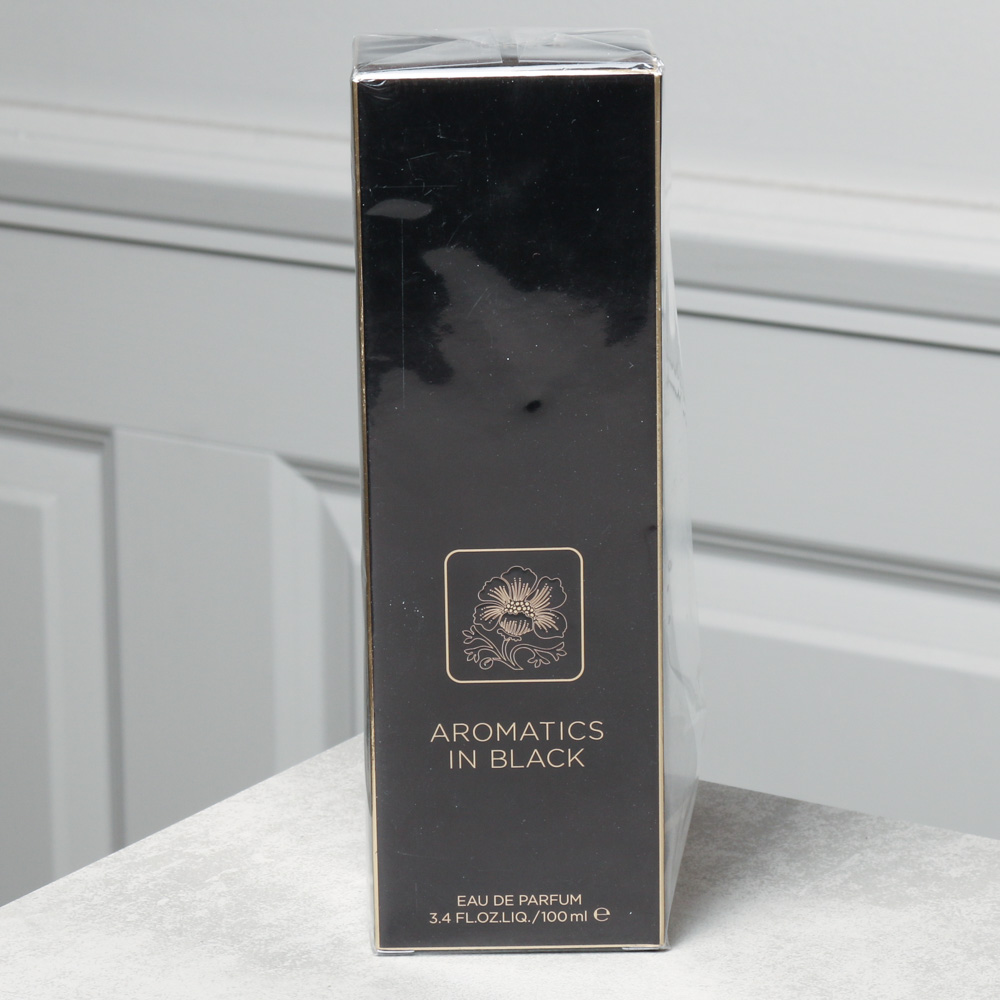 AROMATICS
IN BLACK
EAU DE PARFUM
3.4 FL.OZ.LIQ./100 ml ℮